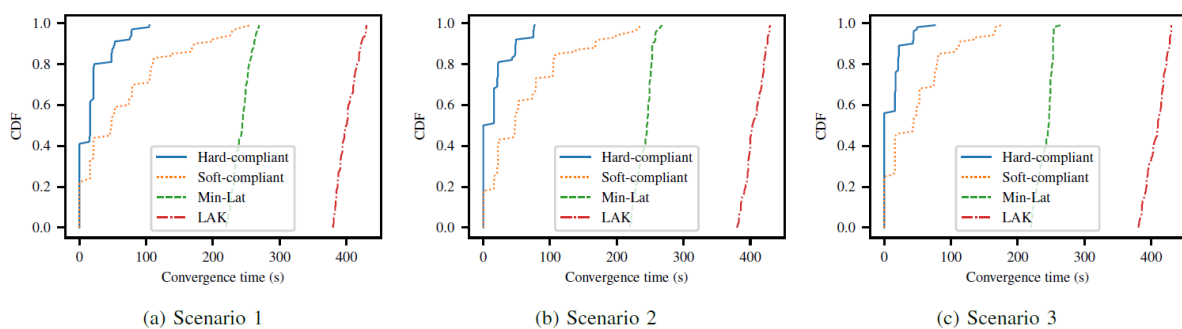 1.0
0.8
0.6
0.4
0.2
0.0
CDF
Hard-compliant
Soft-compliant
Min-Lat
LAK
0 100 200 300 400
Convergence time (s)
(a) Scenario 1
1.0
0.8
0.6
0.4
0.2
0.0
CDF
Hard-compliant
Soft-compliant
Min-Lat
LAK
0 100 200 300 400
Convergence time (s)
(b) Scenario 2
1.0
0.8
0.6
0.4
0.2
0.0
CDF
Hard-compliant
Soft-compliant
Min-Lat
LAK
0 100 200 300 400
Convergence time (s)
(c) Scenario 3